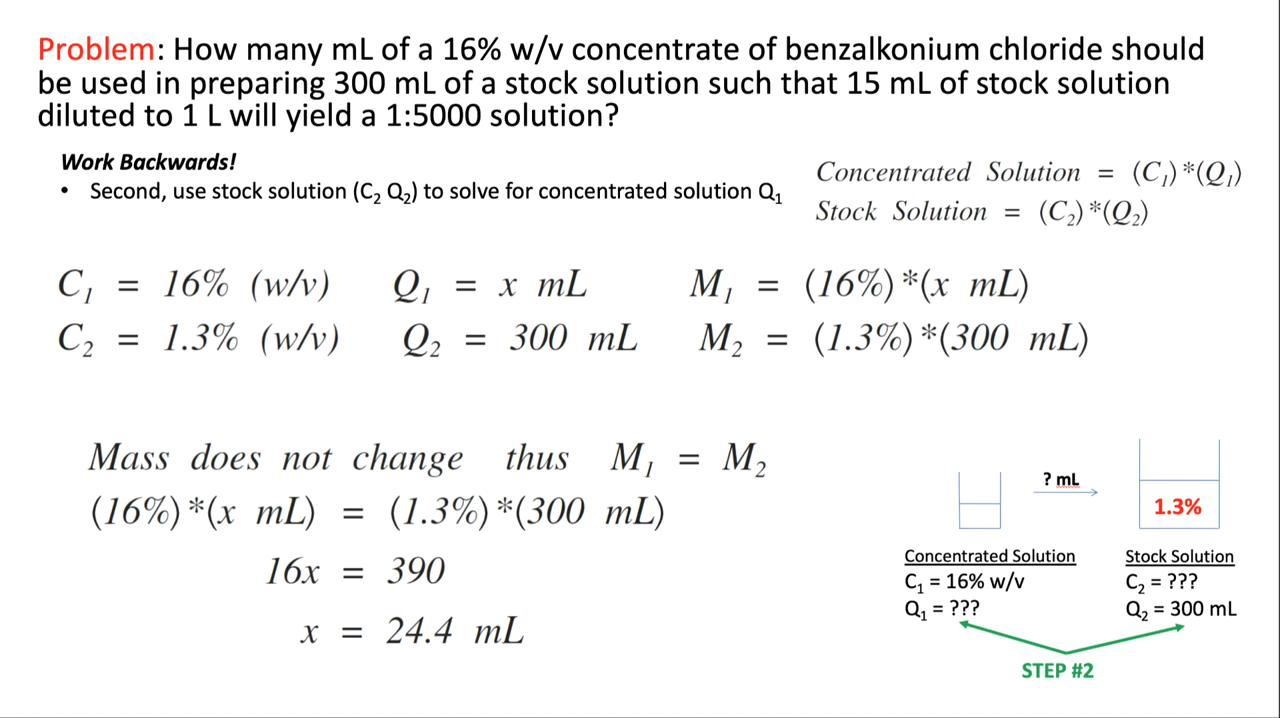 Problem: How many mL of a 16% w/v concentrate of benzalkonium chloride should
be used in preparing 300 mL of a stock solution such that 15 mL of stock solution
diluted to 1 L will yield a 1:5000 solution?
Work Backwards!
• Second, use stock solution (C₂ Q₂) to solve for concentrated solution Q₁
Concentrated Solution = (C₁)*(Q₁)
Stock Solution = (C₂)*(Q₂)
C₁ = 16% (w/v) Q₁ = x mL M₁ = (16%)*(x mL)
C₂ = 1.3% (w/v) Q₂ = 300 mL M₂ = (1.3%)*(300 mL)
Mass does not change thus M₁ = M₂
(16%)*(x mL) = (1.3%)*(300 mL)
16x = 390
x = 24.4 mL
? mL
1.3%
Concentrated Solution
C₁ = 16% w/v
Q₁ = ???
Stock Solution
C₂ = ???
Q₂ = 300 mL
STEP #2